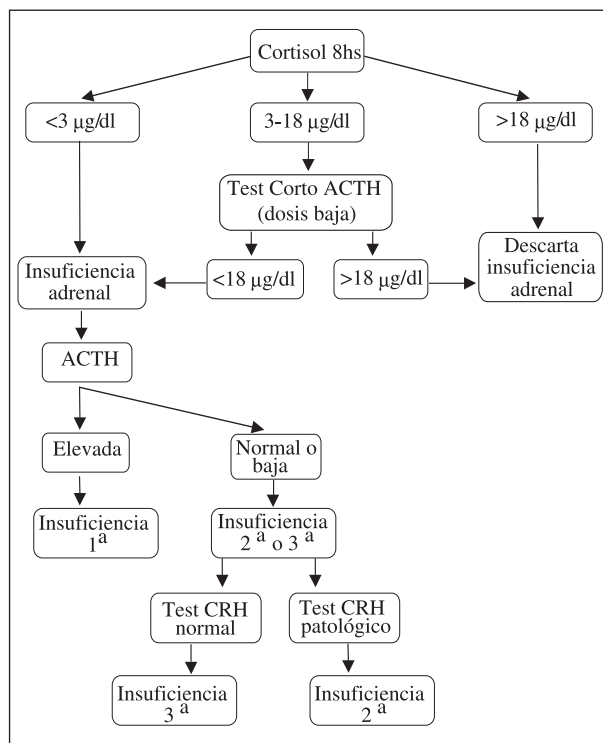 Cortisol 8hs
<3 µg/dl
3-18 µg/dl
>18 µg/dl
Test Corto ACTH
(dosis baja)
Insuficiencia
adrenal
<18 µg/dl
>18 µg/dl
Descarta
insuficiencia
adrenal
ACTH
Elevada
Normal o
baja
Insuficiencia
1ª
Insuficiencia
2ª o 3ª
Test CRH
normal
Test CRH
patológico
Insuficiencia
3ª
Insuficiencia
2ª